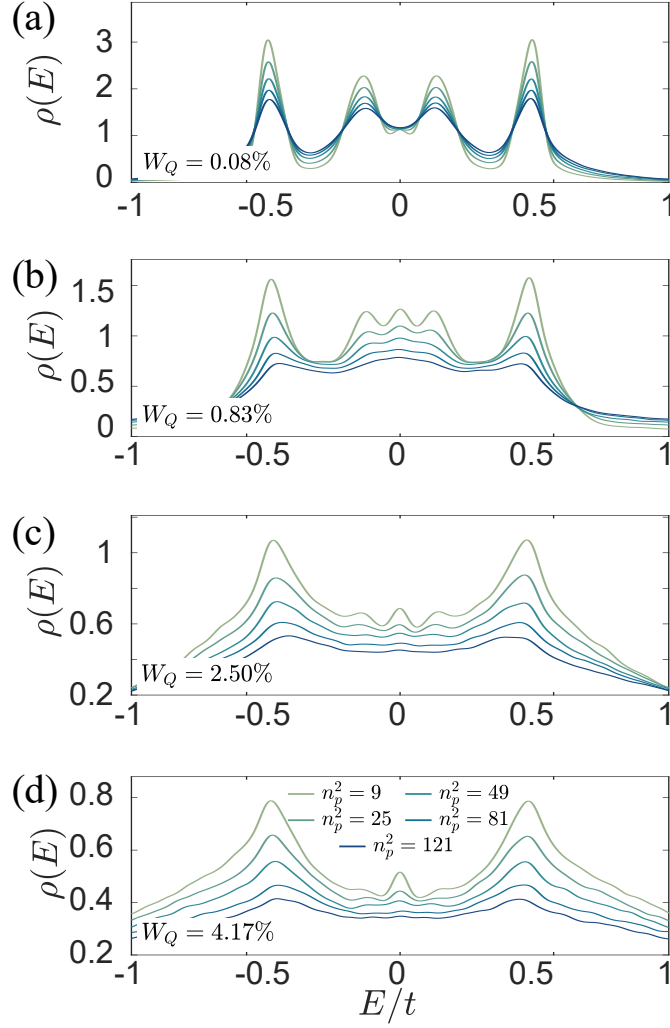 (a)
ρ(E)
3
2
1
0
W_Q = 0.08%
-1 -0.5 0 0.5 1
(b)
ρ(E)
1.5
1
0.5
0
W_Q = 0.83%
-1 -0.5 0 0.5 1
(c)
ρ(E)
1
0.6
0.2
W_Q = 2.50%
-1 -0.5 0 0.5 1
(d)
ρ(E)
0.8
0.6
0.4
0.2
n_p^2 = 9 n_p^2 = 49
n_p^2 = 25 n_p^2 = 81
n_p^2 = 121
W_Q = 4.17%
-1 -0.5 0 0.5 1
E/t